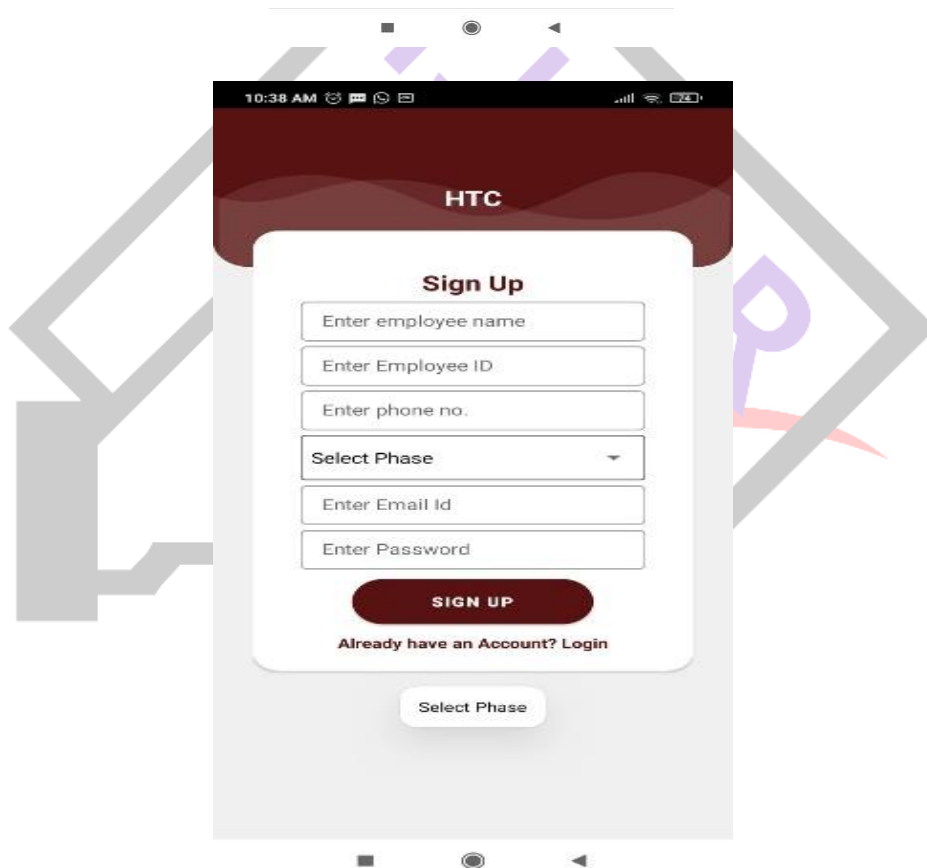 10:38 AM 74
HTC
Sign Up
Enter employee name
Enter Employee ID
Enter phone no.
Select Phase
Enter Email Id
Enter Password
SIGN UP
Already have an Account? Login
Select Phase